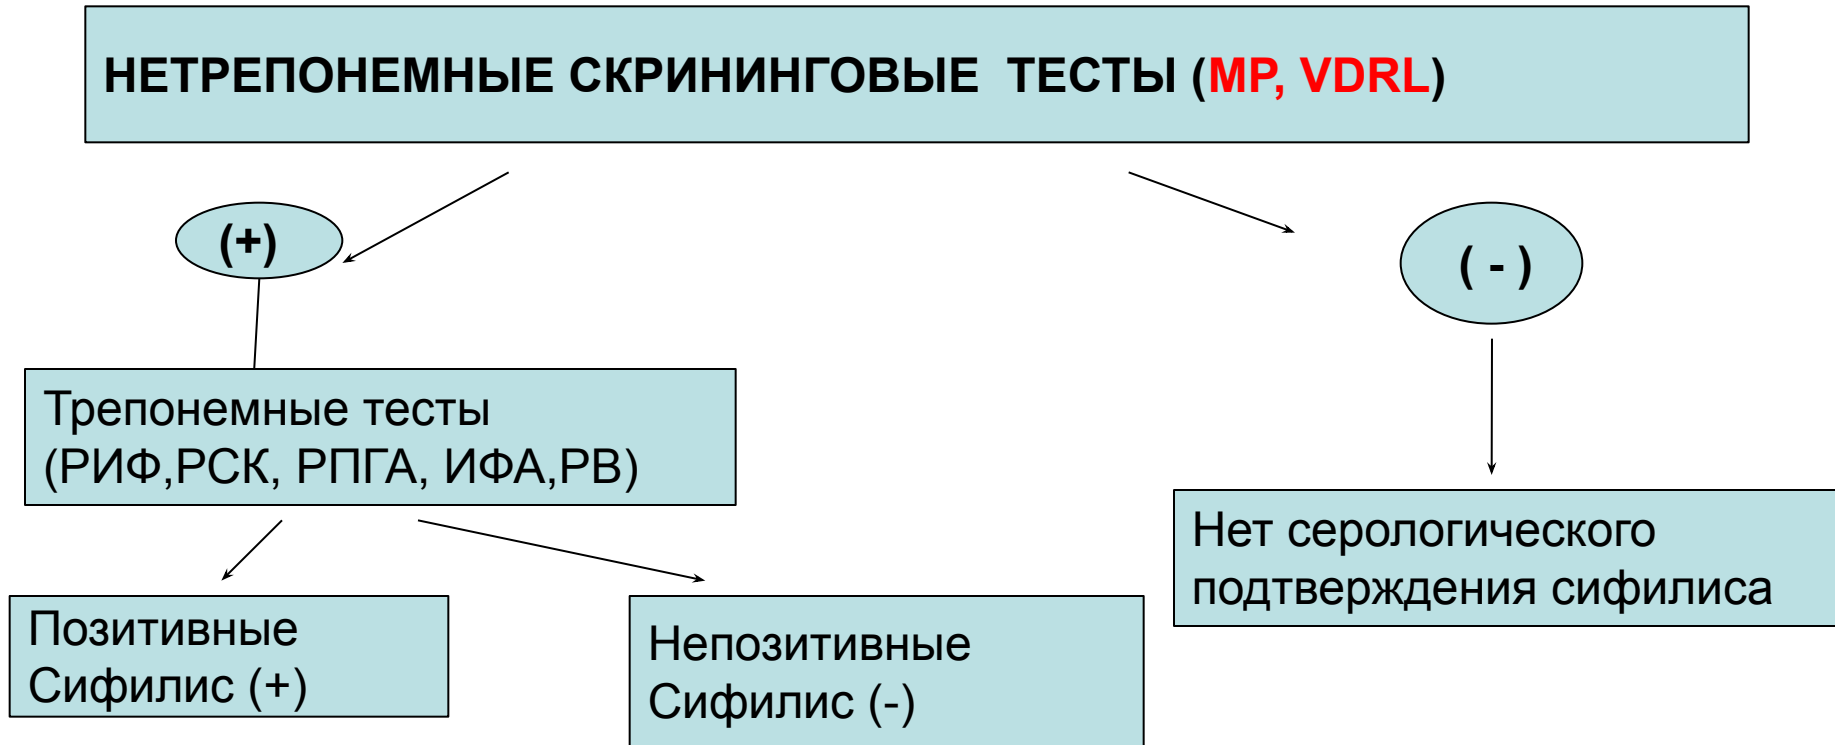 НЕТРЕПОНЕМНЫЕ СКРИНИНГОВЫЕ ТЕСТЫ (МР, VDRL)
(+)
( - )
Трепонемные тесты
(РИФ,РСК, РПГА, ИФА,РВ)
Нет серологического
подтверждения сифилиса
Позитивные
Сифилис (+)
Непозитивные
Сифилис (-)